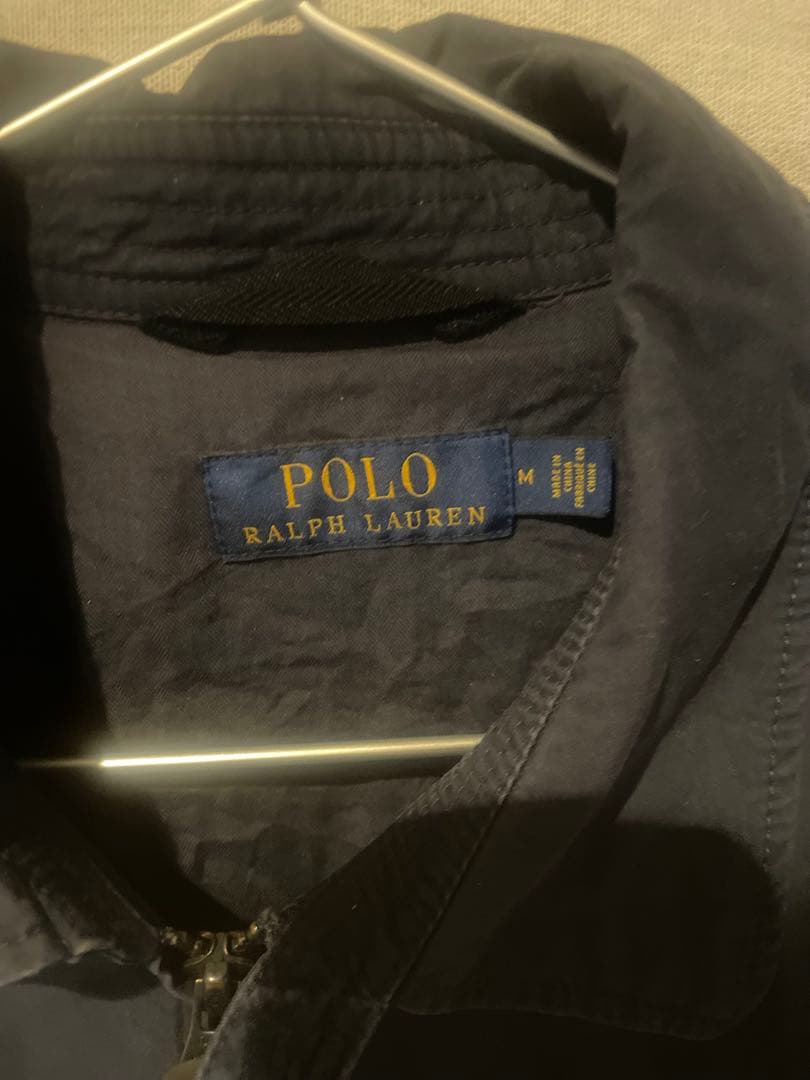 POLO
RALPH LAUREN
M
MADE IN
CHINA
FABRIQUÉ EN
CHINE